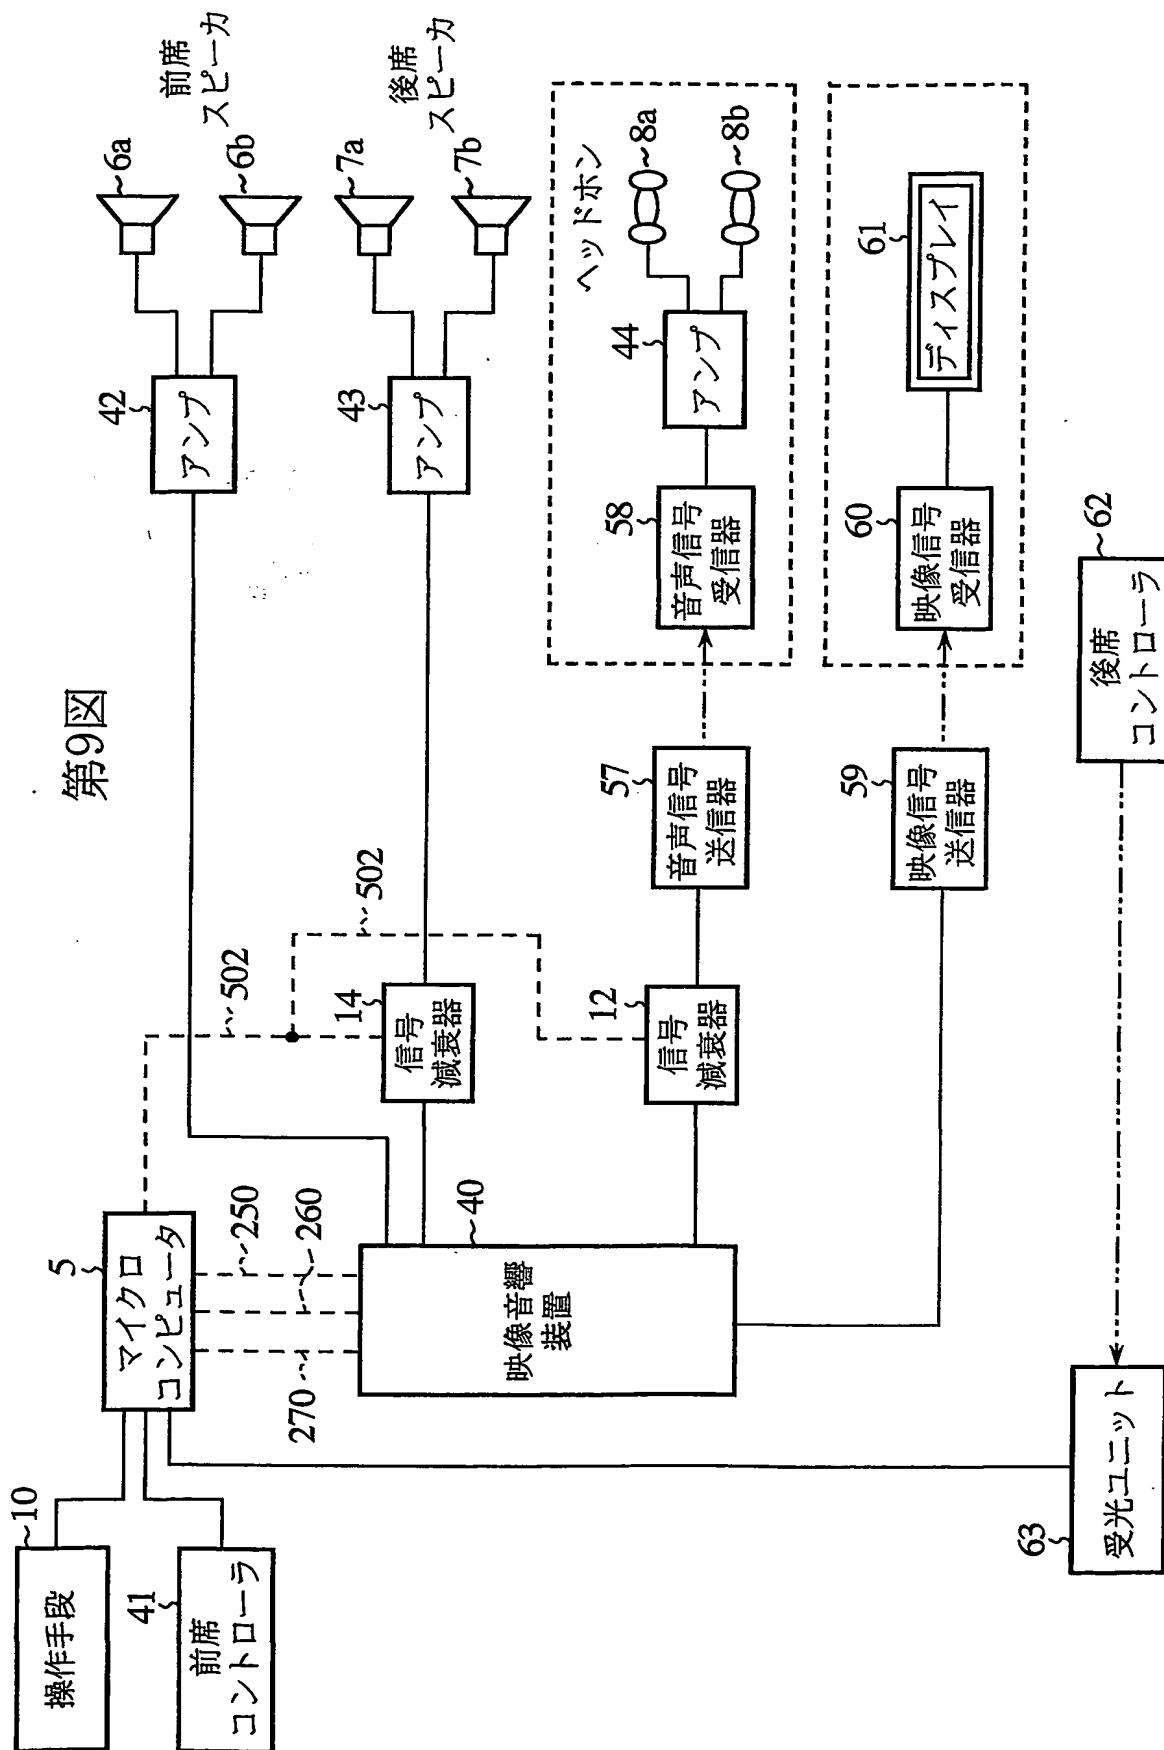 第9図
操作手段
10
前席
コントローラ
41
マイクロ
コンピュータ
5
250
260
270
映像音響
装置
40
502
502
信号
減衰器
14
信号
減衰器
12
アンプ
42
アンプ
43
6a
6b
前席
スピーカ
7a
7b
後席
スピーカ
音声信号
送信器
57
音声信号
受信器
58
アンプ
44
ヘッドホン
8a
8b
映像信号
送信器
59
映像信号
受信器
60
ディスプレイ
61
後席
コントローラ
62
受光ユニット
63